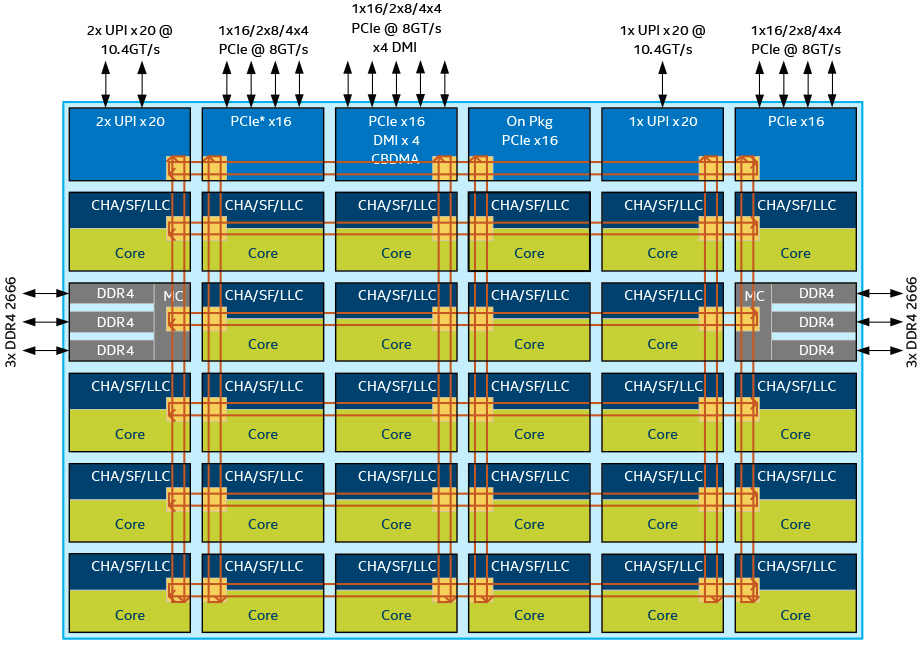 2x UPI x20 @
10.4GT/s
1x16/2x8/4x4
PCIe @ 8GT/s
1x16/2x8/4x4
PCIe @ 8GT/s
x4 DMI
1x UPI x20 @
10.4GT/s
1x16/2x8/4x4
PCIe @ 8GT/s
2x UPI x20
PCIe* x16
PCIe x16
DMI x 4
CBDMA
On Pkg
PCIe x16
1x UPI x20
PCIe x16
CHA/SF/LLC
CHA/SF/LLC
CHA/SF/LLC
CHA/SF/LLC
CHA/SF/LLC
CHA/SF/LLC
Core
Core
Core
Core
Core
Core
3x DDR4 2666
DDR4
DDR4
DDR4
MC
CHA/SF/LLC
CHA/SF/LLC
CHA/SF/LLC
CHA/SF/LLC
Core
Core
Core
Core
MC
DDR4
DDR4
DDR4
3x DDR4 2666
CHA/SF/LLC
CHA/SF/LLC
CHA/SF/LLC
CHA/SF/LLC
CHA/SF/LLC
CHA/SF/LLC
Core
Core
Core
Core
Core
Core
CHA/SF/LLC
CHA/SF/LLC
CHA/SF/LLC
CHA/SF/LLC
CHA/SF/LLC
CHA/SF/LLC
Core
Core
Core
Core
Core
Core
CHA/SF/LLC
CHA/SF/LLC
CHA/SF/LLC
CHA/SF/LLC
CHA/SF/LLC
CHA/SF/LLC
Core
Core
Core
Core
Core
Core